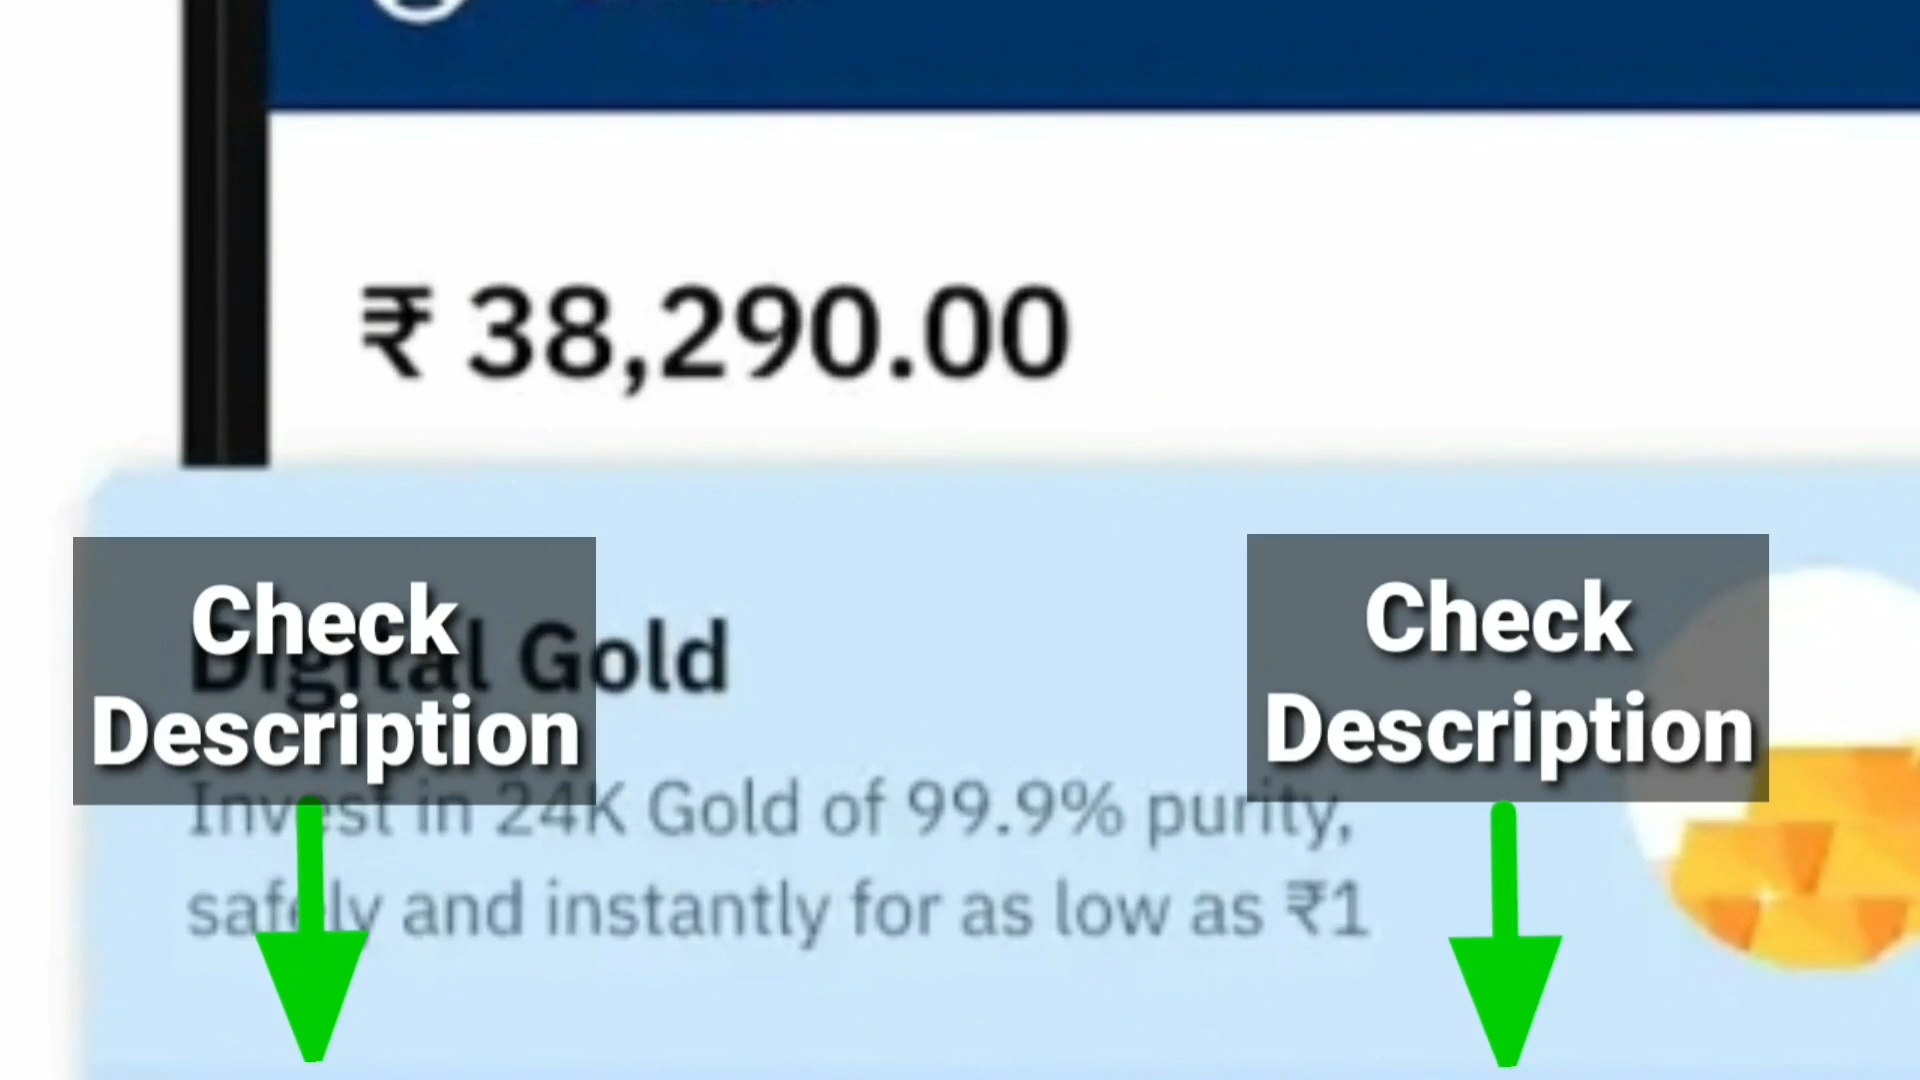 ₹ 38,290.00
Check
Description
Check
Description
Digital Gold
Invest in 24K Gold of 99.9% purity,
safely and instantly for as low as ₹1